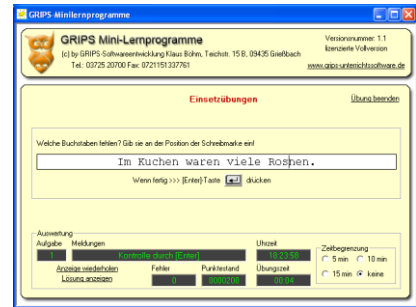 GRIPS-Minilernprogramme
GRIPS Mini-Lernprogramme
(c) by GRIPS-Softwareentwicklung Klaus Böhm, Teichstr. 15 B, 09435 Grießbach
Tel.: 03725 20700 Fax: 0721151337761
Versionsnummer: 1.1
lizenzierte Vollversion
www.grips-unterrichtssoftware.de
Einsetzübungen
Übung beenden
Welche Buchstaben fehlen? Gib sie an der Position der Schreibmarke ein!
Im Kuchen waren viele Rosnen.
Wenn fertig >>> [Enter]-Taste drücken
Auswertung
Aufgabe Meldungen Uhrzeit
1 Kontrolle durch [Enter] 18:23:58
Anzeige wiederholen Fehler Punktestand Übungszeit
Lösung anzeigen 0 0000200 00:04
Zeitbegrenzung
5 min 10 min
15 min keine